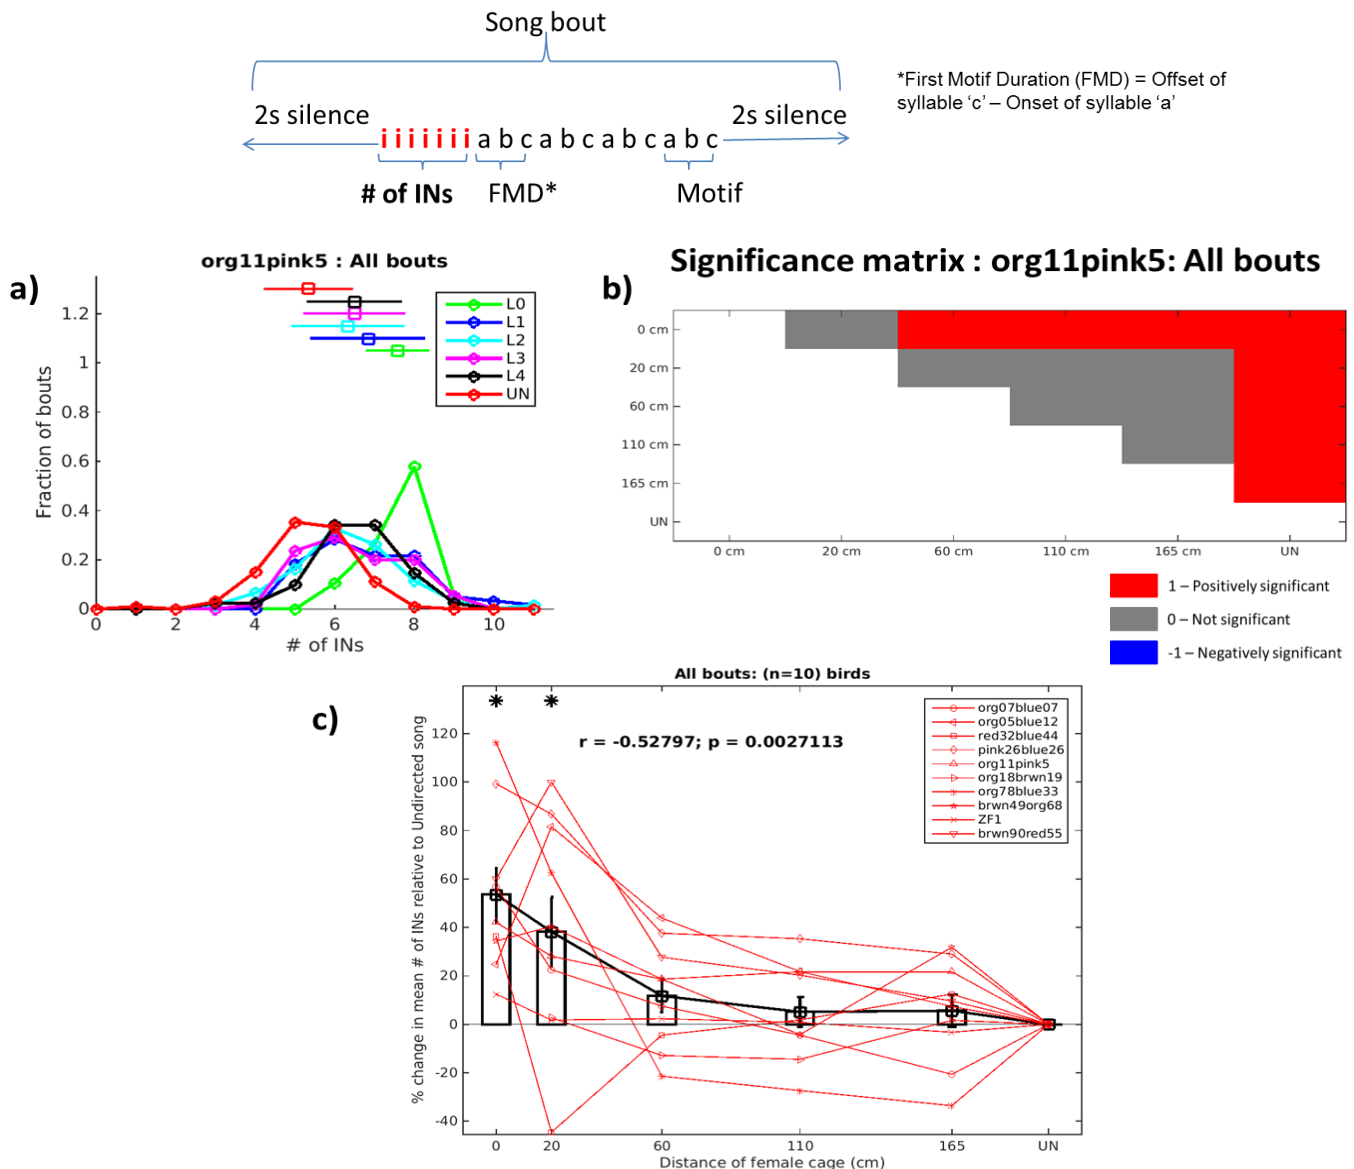 Song bout
*First Motif Duration (FMD) = Offset of
syllable ‘c’ – Onset of syllable ‘a’
2s silence
2s silence
i i i i i i i a b c a b c a b c a b c
# of INs
FMD*
Motif
a)
org11pink5 : All bouts
Fraction of bouts
1.2
1
0.8
0.6
0.4
0.2
0
0
2
4
6
8
10
# of INs
L0
L1
L2
L3
L4
UN
b)
Significance matrix : org11pink5: All bouts
0 cm
20 cm
60 cm
110 cm
165 cm
UN
0 cm
20 cm
60 cm
110 cm
165 cm
UN
1 – Positively significant
0 – Not significant
-1 – Negatively significant
c)
All bouts: (n=10) birds
* *
r = -0.52797; p = 0.0027113
org07blue07
org05blue12
red32blue44
pink26blue26
org11pink5
org18brwn19
org78blue33
brwn49org68
ZF1
brwn90red55
% change in mean # of INs relative to Undirected song
120
100
80
60
40
20
0
-20
-40
0
20
60
110
165
UN
Distance of female cage (cm)